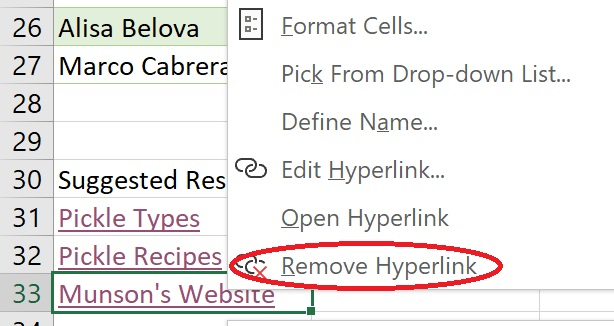 26 Alisa Belova
27 Marco Cabrera
28
29
30 Suggested Res
31 Pickle Types
32 Pickle Recipes
33 Munson's Website
Format Cells...
Pick From Drop-down List...
Define Name...
Edit Hyperlink...
Open Hyperlink
Remove Hyperlink